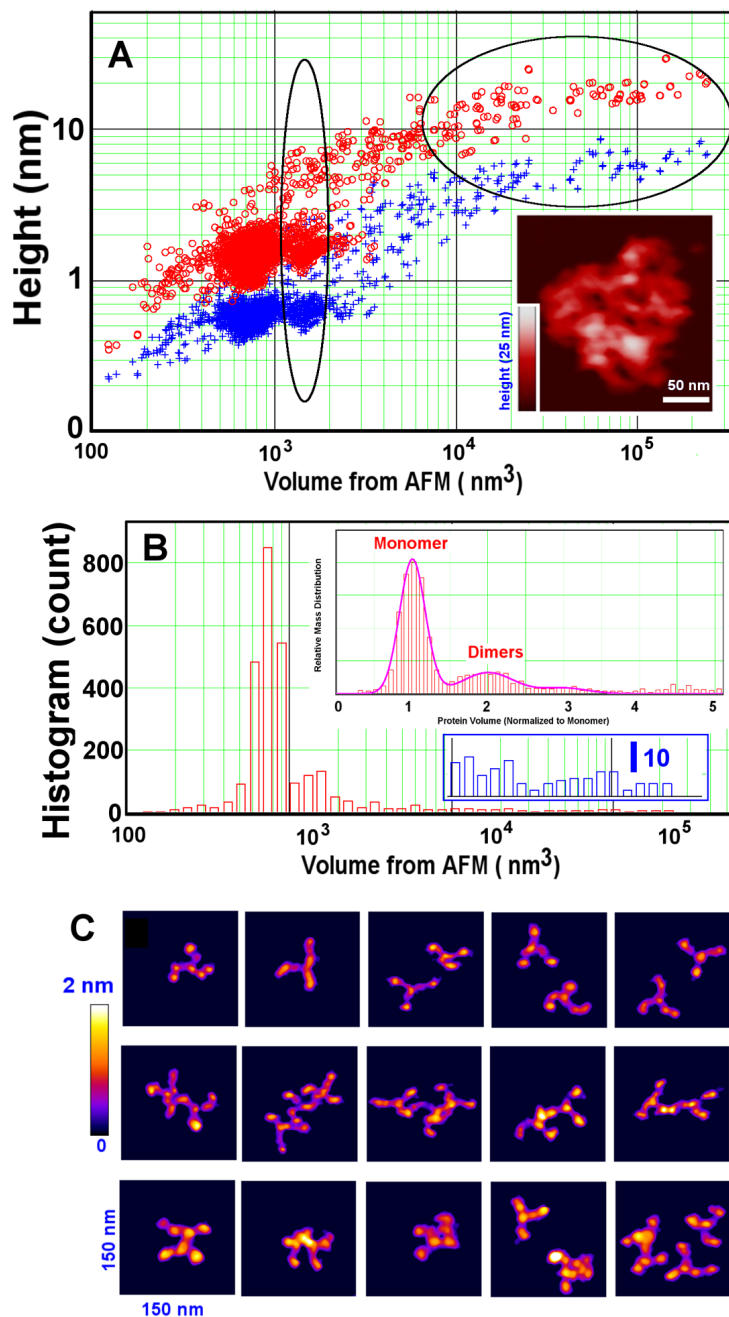 A
Height (nm)
10
1
0
height (25 nm)
50 nm
100
10³
10⁴
10⁵
Volume from AFM ( nm³)
B
Histogram (count)
800
600
400
200
0
Relative Mass Distribution
Monomer
Dimers
0
1
2
3
4
5
Protein Volume (Normalized to Monomer)
10
100
10³
10⁴
10⁵
Volume from AFM ( nm³)
C
2 nm
0
150 nm
150 nm